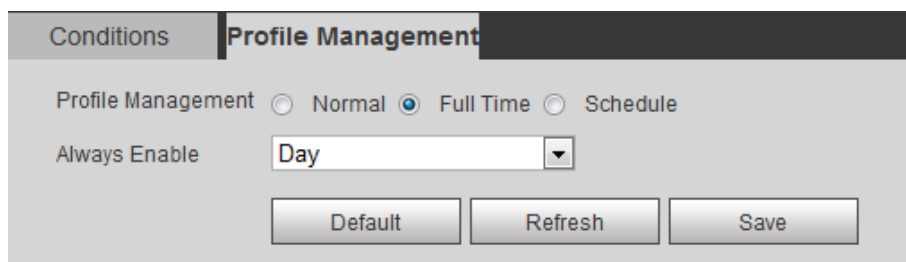 Conditions Profile Management
Profile Management Normal Full Time Schedule
Always Enable Day
Default Refresh Save